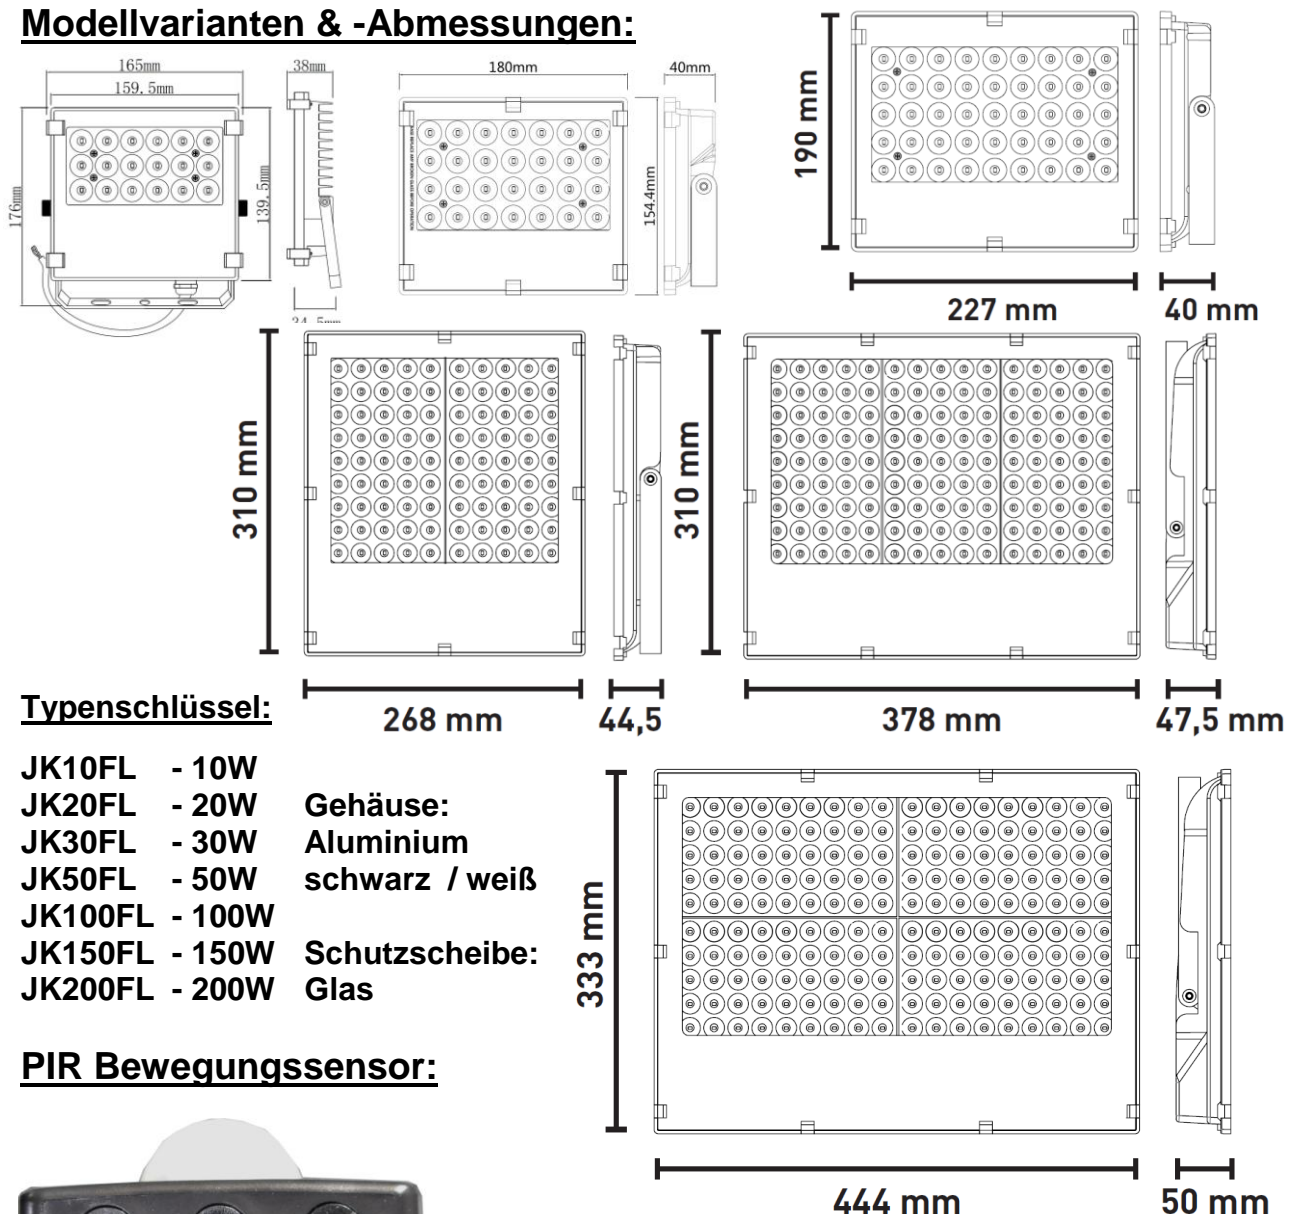 Modellvarianten & -Abmessungen:
165mm
159.5mm
38mm
176mm
139.5mm
180mm
40mm
154.4mm
190 mm
227 mm
40 mm
310 mm
268 mm
44,5
310 mm
378 mm
47,5 mm
Typenschlüssel:
JK10FL - 10W
JK20FL - 20W Gehäuse:
JK30FL - 30W Aluminium
JK50FL - 50W schwarz / weiß
JK100FL - 100W
JK150FL - 150W Schutzscheibe:
JK200FL - 200W Glas
333 mm
444 mm
50 mm
PIR Bewegungssensor: